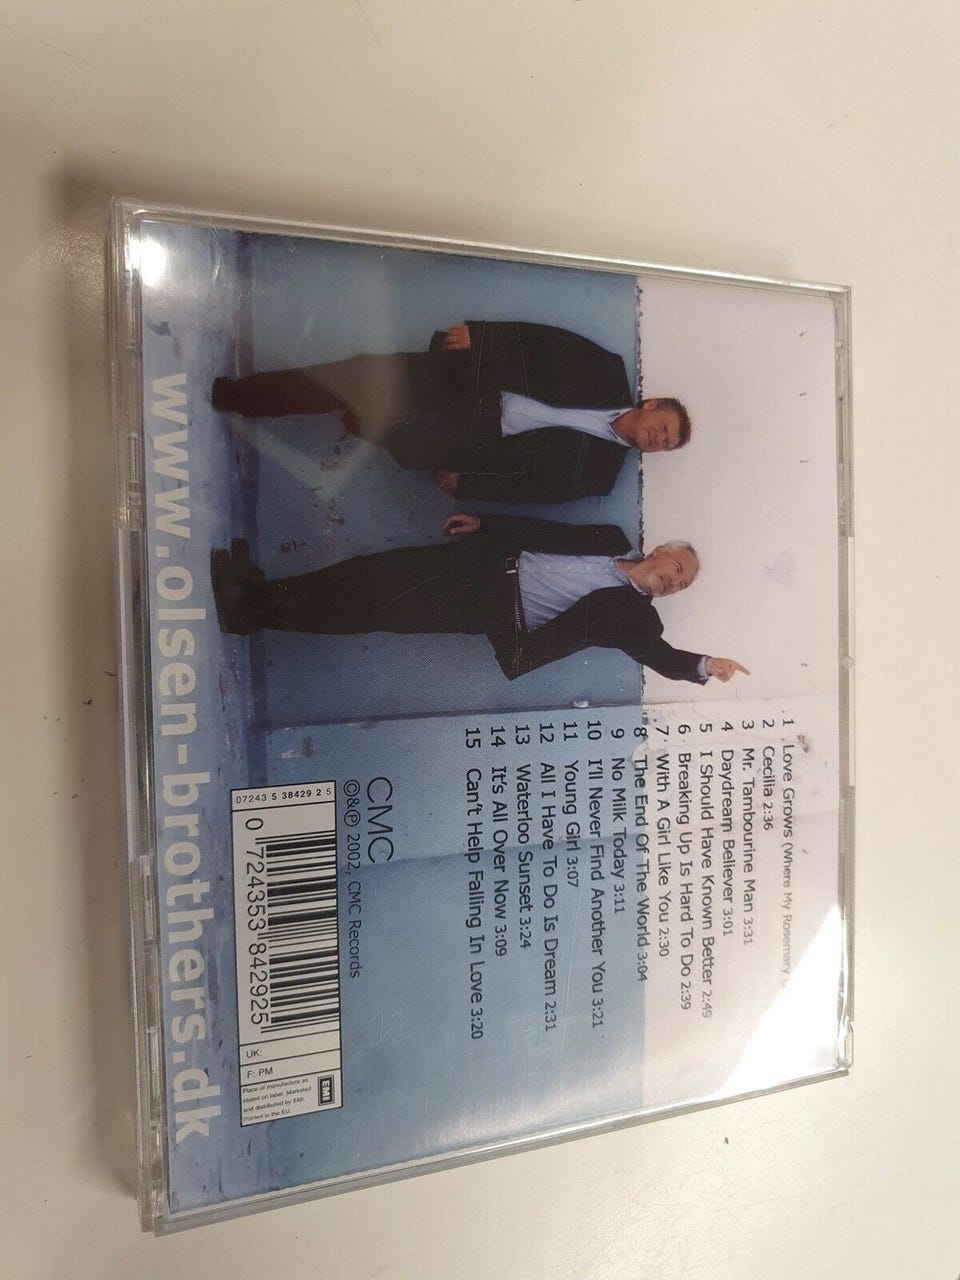 1 Love Grows (Where My Rosemary
2 Cecilia 2:36
3 Mr. Tambourine Man 3:31
4 Daydream Believer 3:01
5 I Should Have Known Better 2:49
6 Breaking Up Is Hard To Do 2:39
7 With A Girl Like You 2:30
8 The End Of The World 3:04
9 No Milk Today 3:11
10 I'll Never Find Another You 3:21
11 Young Girl 3:07
12 All I Have To Do Is Dream 2:31
13 Waterloo Sunset 3:24
14 It's All Over Now 3:09
15 Can't Help Falling In Love 3:20
CMC
©&℗ 2002, CMC Records
07243 5 38429 2 5
0 724353 842925
UK:
F: PM
EMI
Place of manufacture as
stated on label. Marketed
and distributed by EMI.
Printed in the EU.
www.olsen-brothers.dk